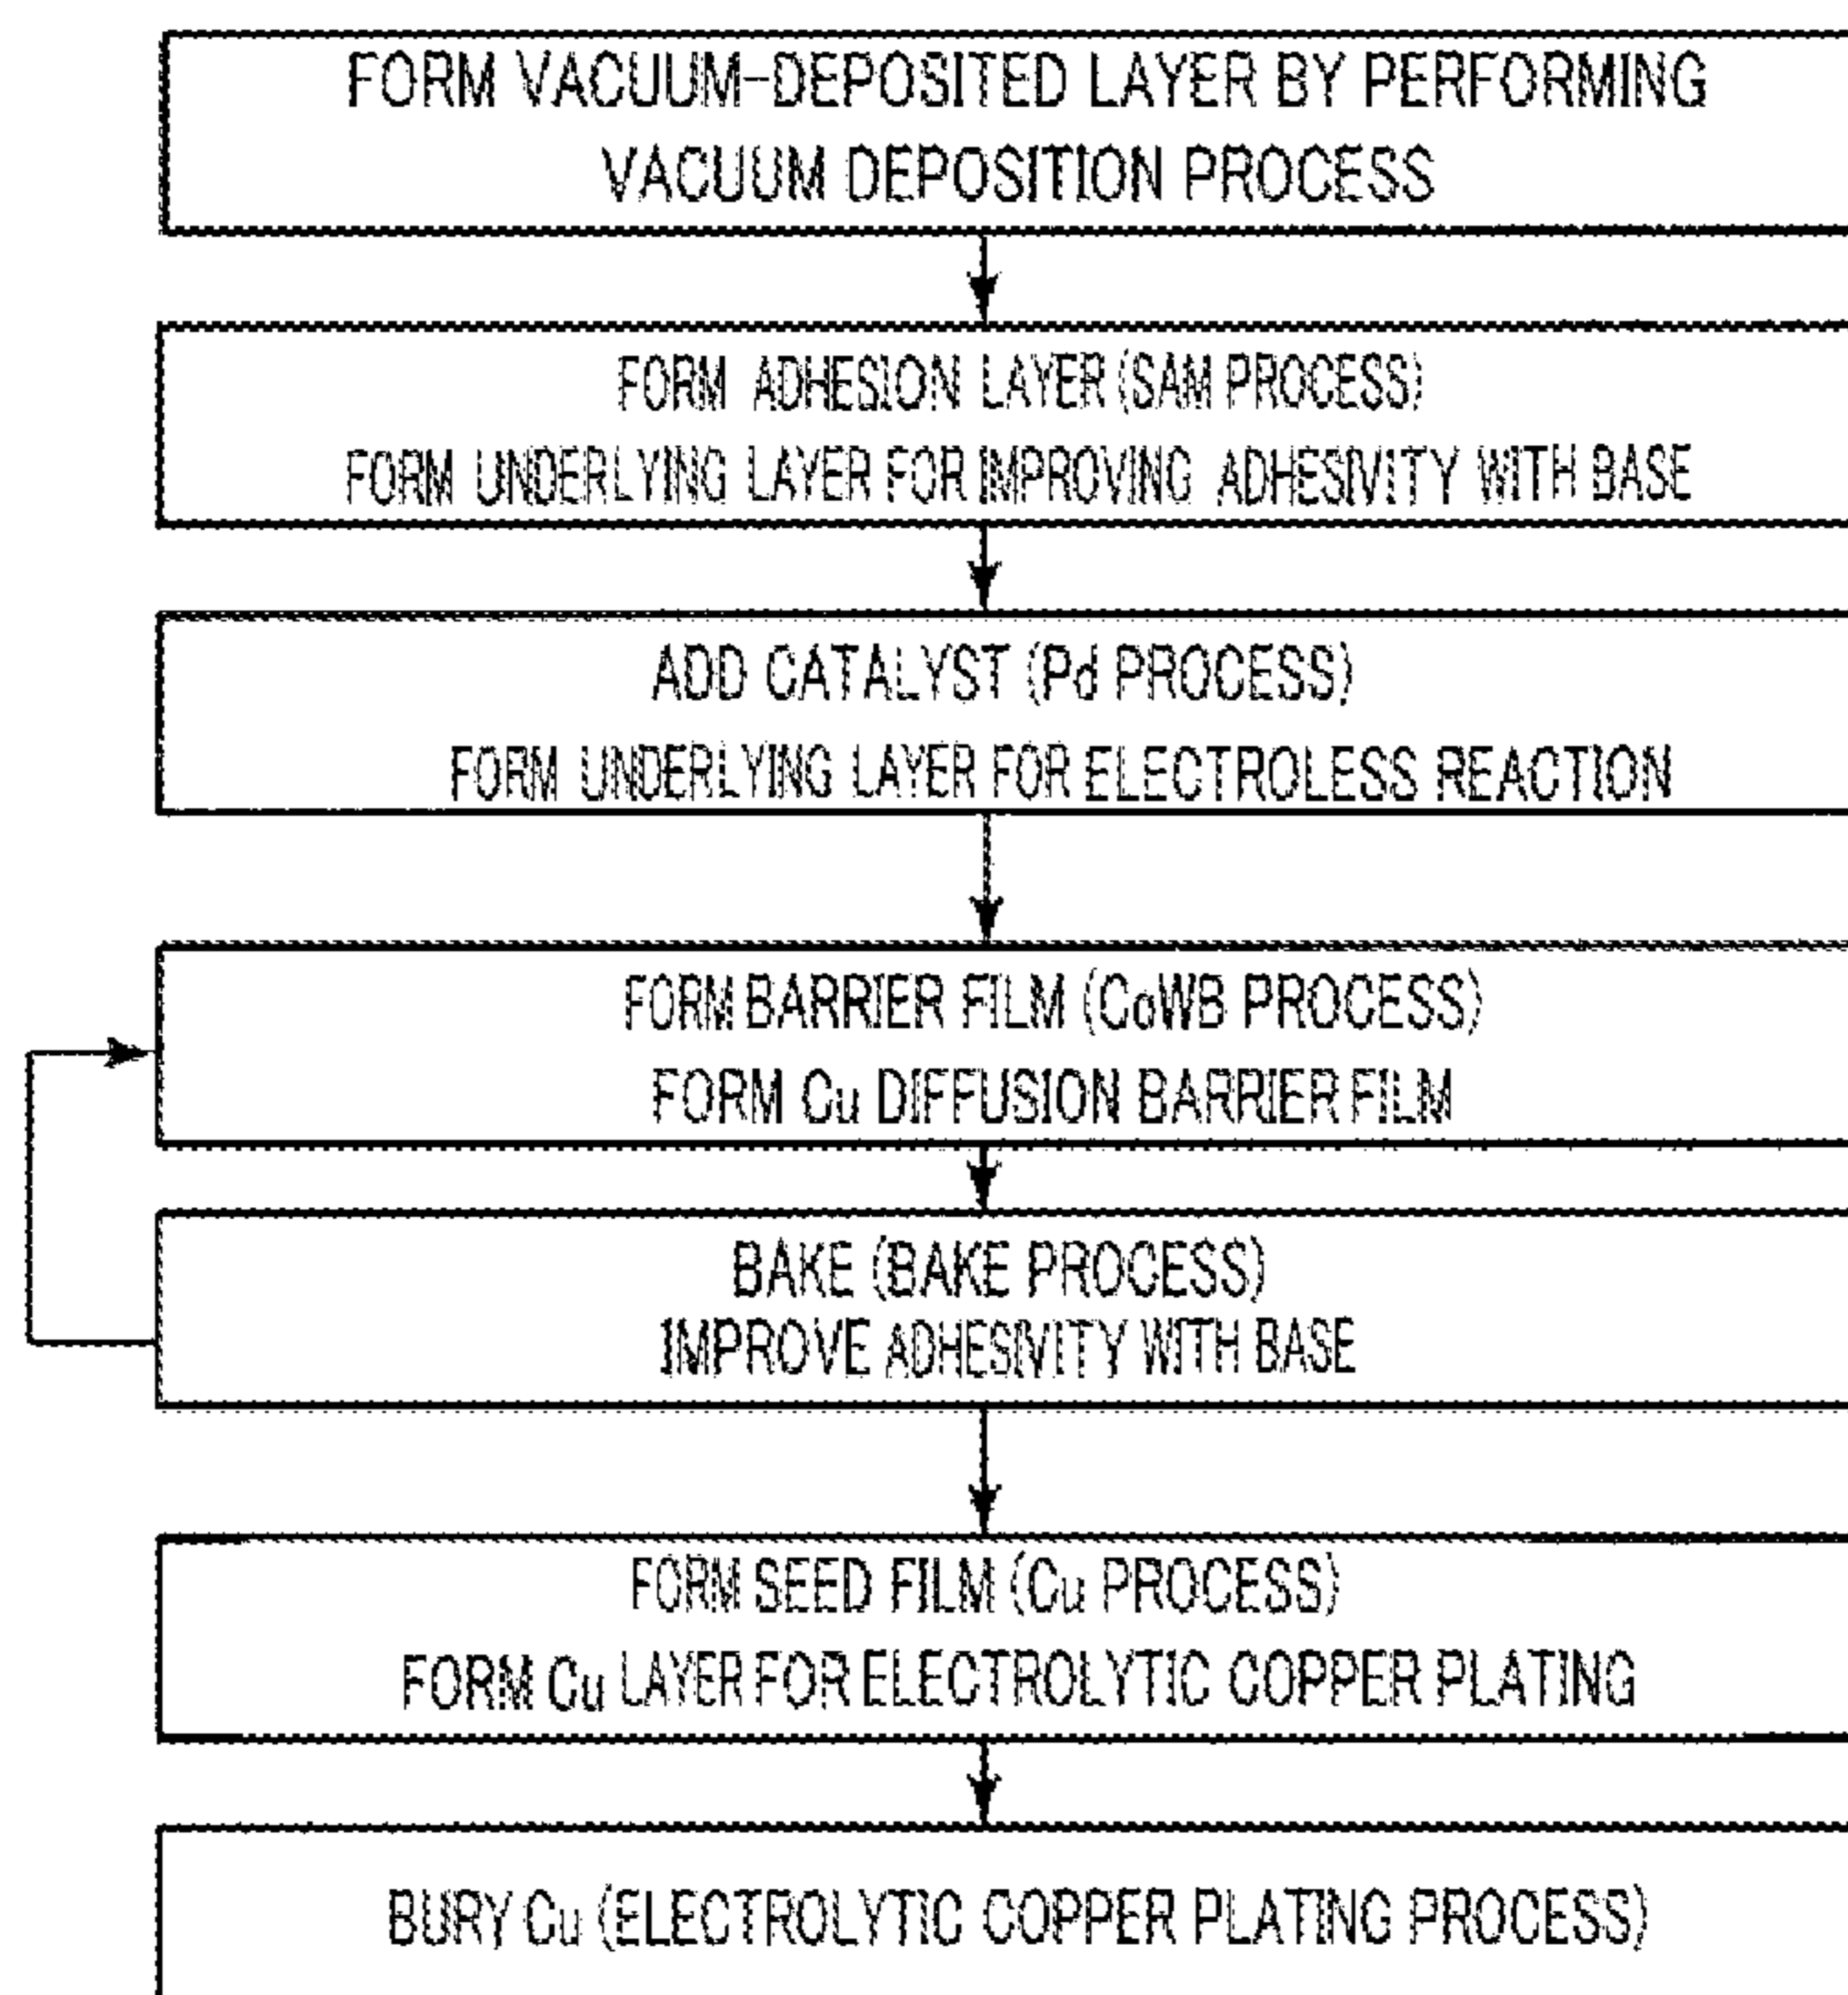 FORM VACUUM-DEPOSITED LAYER BY PERFORMING
VACUUM DEPOSITION PROCESS
FORM ADHESION LAYER (SAM PROCESS)
FORM UNDERLYING LAYER FOR IMPROVING ADHESIVITY WITH BASE
ADD CATALYST (Pd PROCESS)
FORM UNDERLYING LAYER FOR ELECTROLESS REACTION
FORM BARRIER FILM (CoWB PROCESS)
FORM Cu DIFFUSION BARRIER FILM
BAKE (BAKE PROCESS)
IMPROVE ADHESIVITY WITH BASE
FORM SEED FILM (Cu PROCESS)
FORM Cu LAYER FOR ELECTROLYTIC COPPER PLATING
BURY Cu (ELECTROLYTIC COPPER PLATING PROCESS)